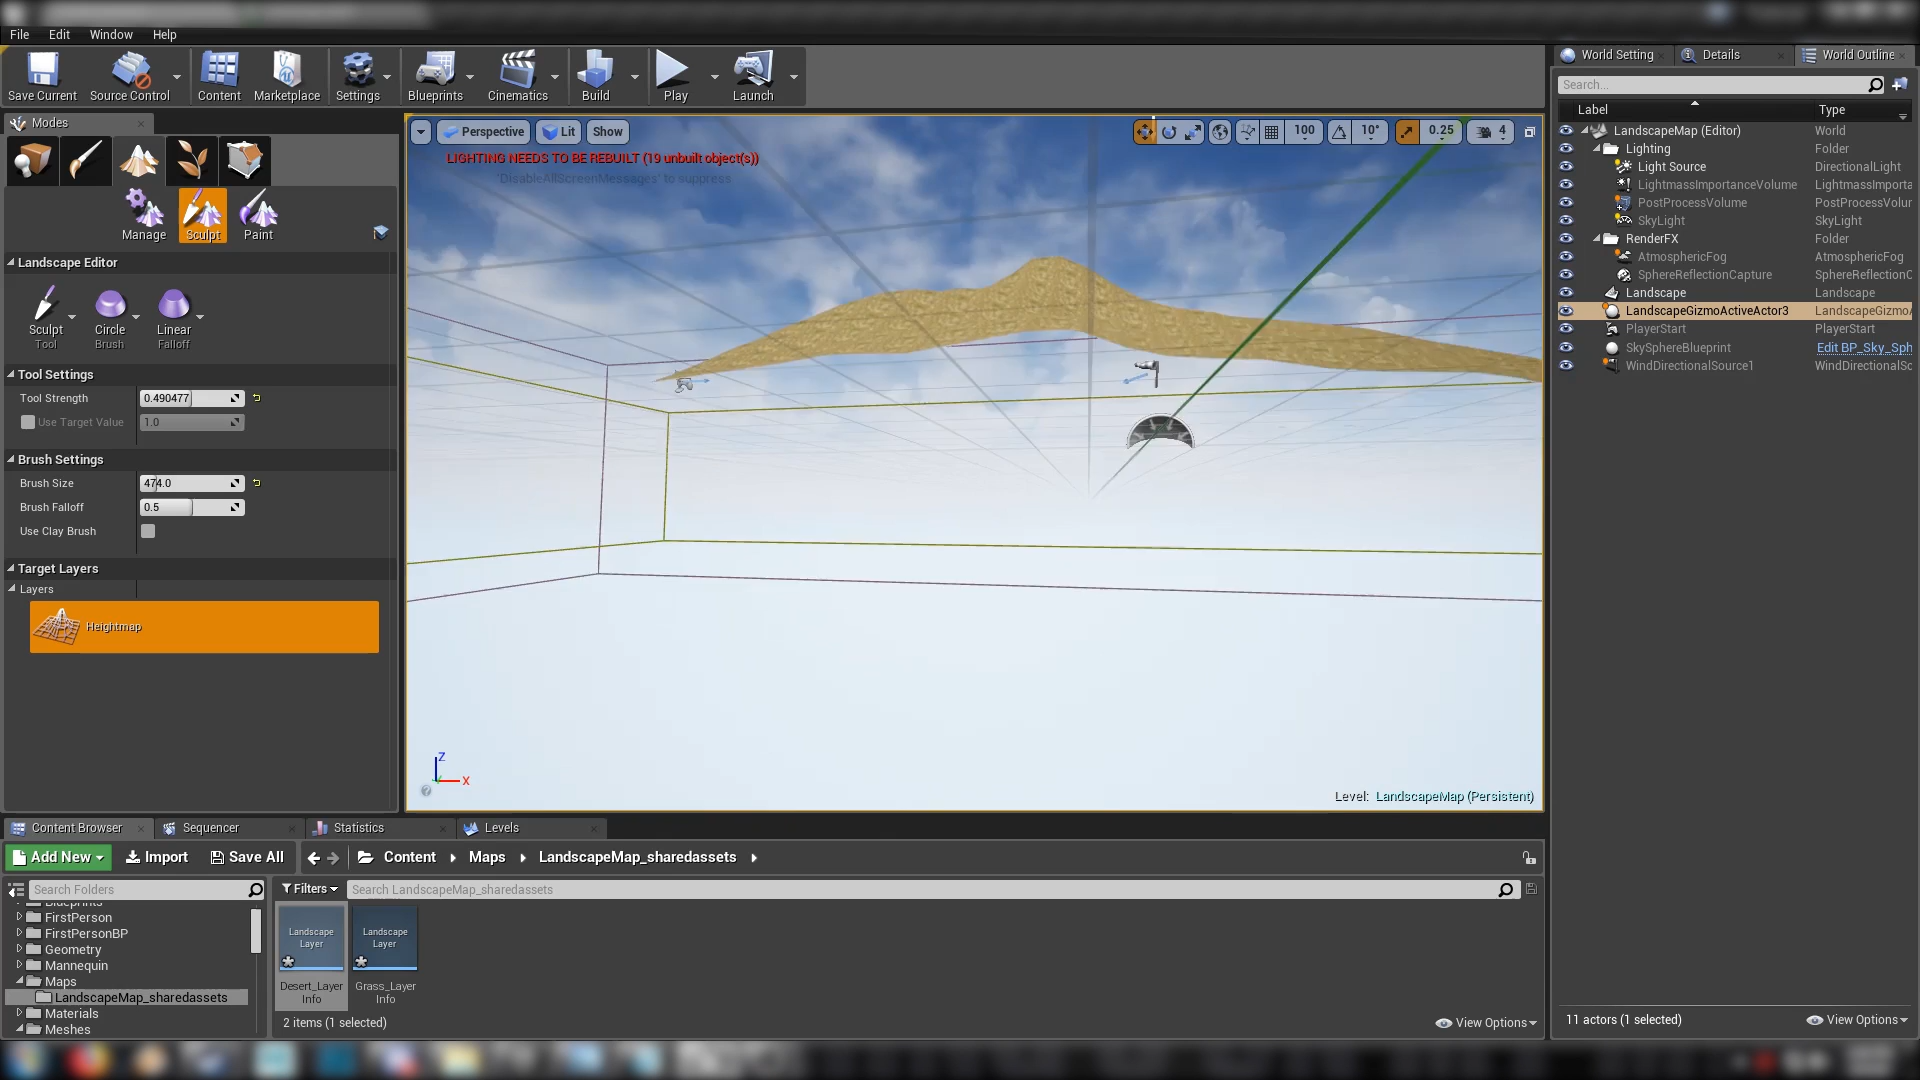 File Edit Window Help
Save Current Source Control Content Marketplace Settings Blueprints Cinematics Build Play Launch
World Setting Details World Outline
Search...
Label Type
LandscapeMap (Editor) World
Lighting Folder
Light Source DirectionalLight
LightmassImportanceVolume LightmassImporta
PostProcessVolume PostProcessVolur
SkyLight SkyLight
RenderFX Folder
AtmosphericFog AtmosphericFog
SphereReflectionCapture SphereReflectionC
Landscape Landscape
LandscapeGizmoActiveActor3 LandscapeGizmoA
PlayerStart PlayerStart
SkySphereBlueprint Edit BP_Sky_Sph
WindDirectionalSource1 WindDirectionalSc
11 actors (1 selected) View Options
Modes
Manage Sculpt Paint
Landscape Editor
Sculpt Circle Linear
Tool Brush Falloff
Tool Settings
Tool Strength 0.490477
Use Target Value 1.0
Brush Settings
Brush Size 474.0
Brush Falloff 0.5
Use Clay Brush
Target Layers
Layers
Heightmap
Perspective Lit Show 100 10° 0.25 4
LIGHTING NEEDS TO BE REBUILT (19 unbuilt object(s))
'DisableAllScreenMessages' to suppress
Z
X
Level: LandscapeMap (Persistent)
Content Browser Sequencer Statistics Levels
Add New Import Save All Content Maps LandscapeMap_sharedassets
Search Folders Filters Search LandscapeMap_sharedassets
Blueprints
FirstPerson
FirstPersonBP
Geometry
Mannequin
Maps
LandscapeMap_sharedassets
Materials
Meshes
Landscape Landscape
Layer Layer
Desert_Layer Grass_Layer
Info Info
2 items (1 selected) View Options